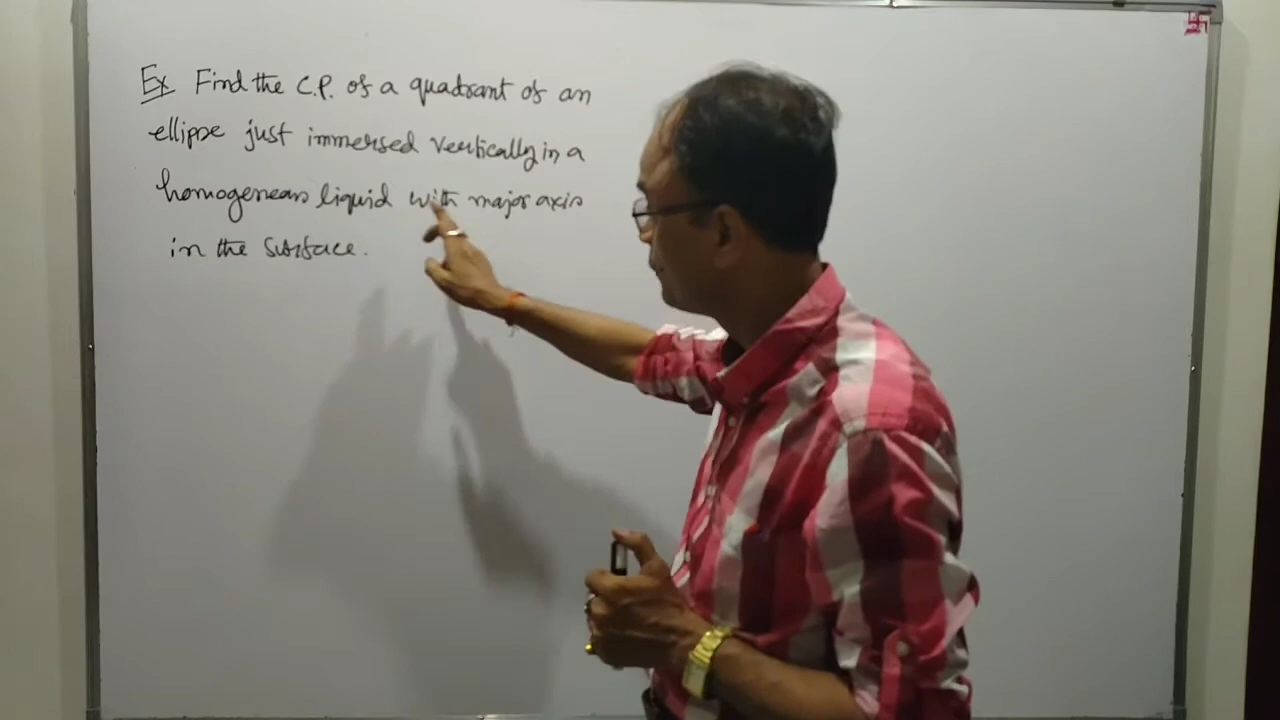 Ex Find the C.P. of a quadrant of an
ellipse just immersed vertically in a
homogeneous liquid with major axis
in the surface.
卐